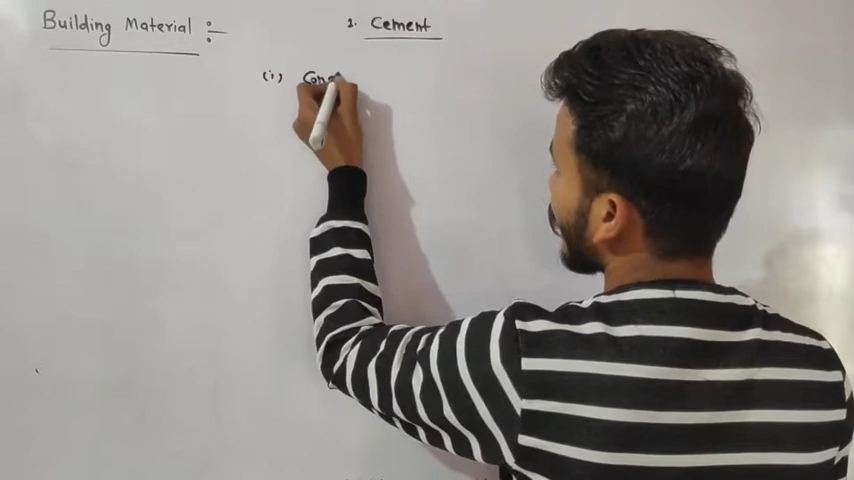 Building Material :-
1. Cement
(i)